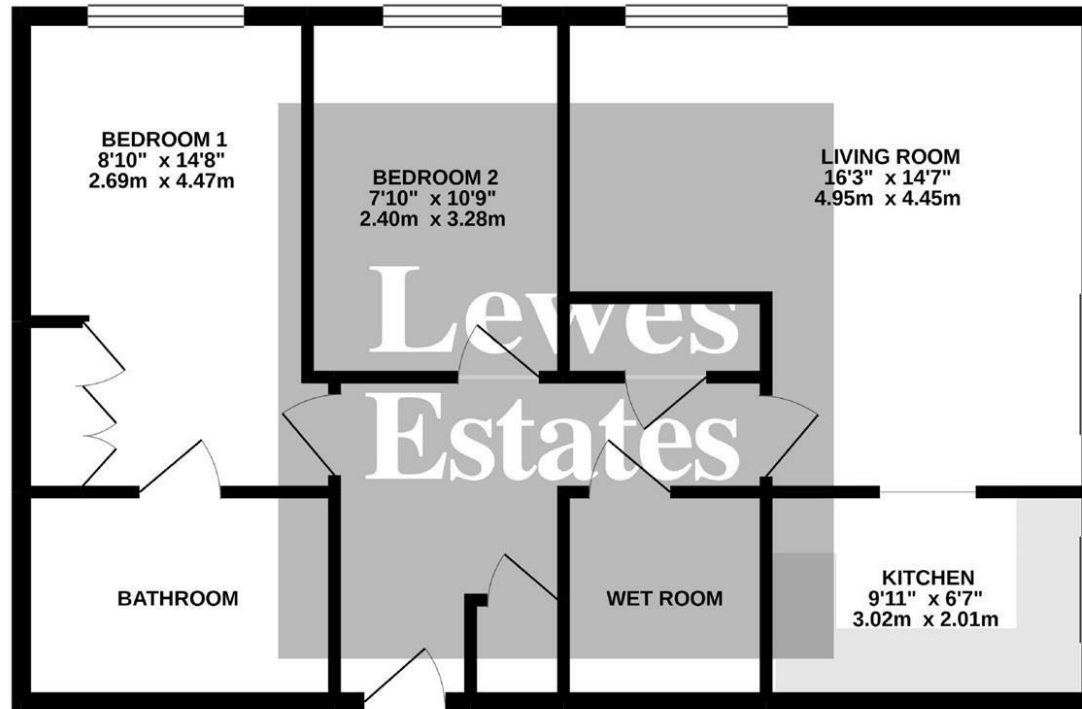 BEDROOM 1
8'10" x 14'8"
2.69m x 4.47m
BEDROOM 2
7'10" x 10'9"
2.40m x 3.28m
LIVING ROOM
16'3" x 14'7"
4.95m x 4.45m
Lewes
Estates
BATHROOM
WET ROOM
KITCHEN
9'11" x 6'7"
3.02m x 2.01m